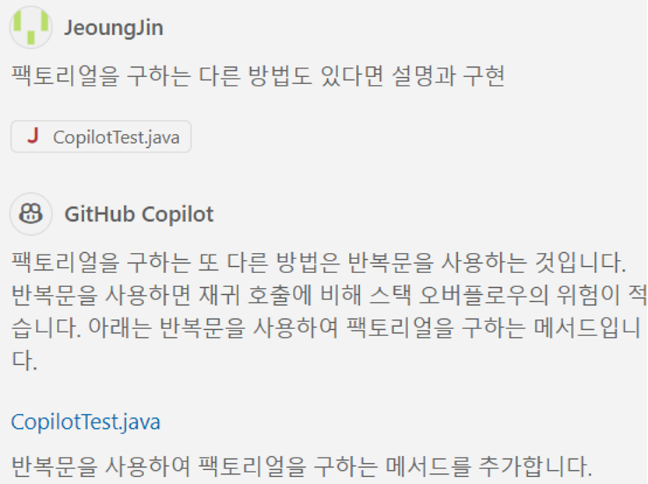 JeoungJin
팩토리얼을 구하는 다른 방법도 있다면 설명과 구현
J CopilotTest.java
GitHub Copilot
팩토리얼을 구하는 또 다른 방법은 반복문을 사용하는 것입니다.
반복문을 사용하면 재귀 호출에 비해 스택 오버플로우의 위험이 적
습니다. 아래는 반복문을 사용하여 팩토리얼을 구하는 메서드입니
다.
CopilotTest.java
반복문을 사용하여 팩토리얼을 구하는 메서드를 추가합니다.